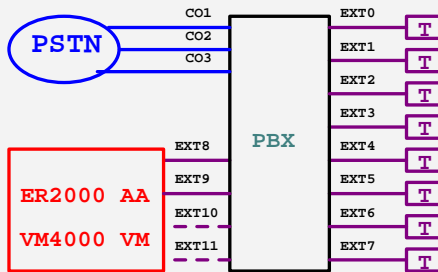 CO1
PSTN
CO2
CO3
EXT8
EXT9
ER2000 AA
VM4000 VM
EXT10
EXT11
PBX
EXT0 T
EXT1 T
EXT2 T
EXT3 T
EXT4 T
EXT5 T
EXT6 T
EXT7 T